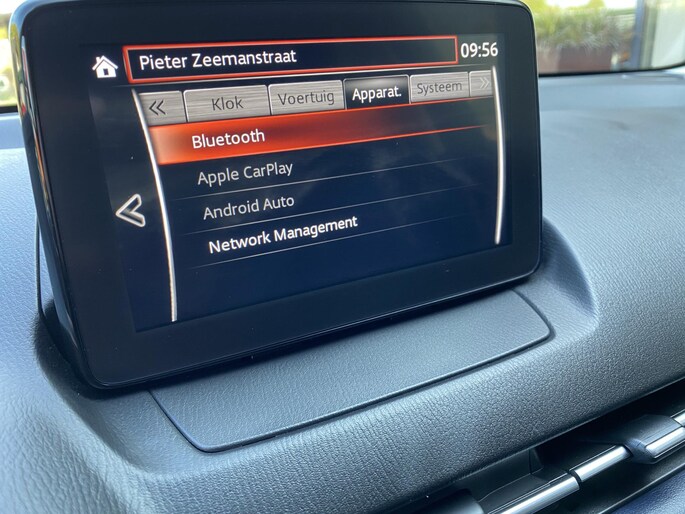 Pieter Zeemanstraat 09:56
Klok Voertuig Apparat. Systeem
Bluetooth
Apple CarPlay
Android Auto
Network Management